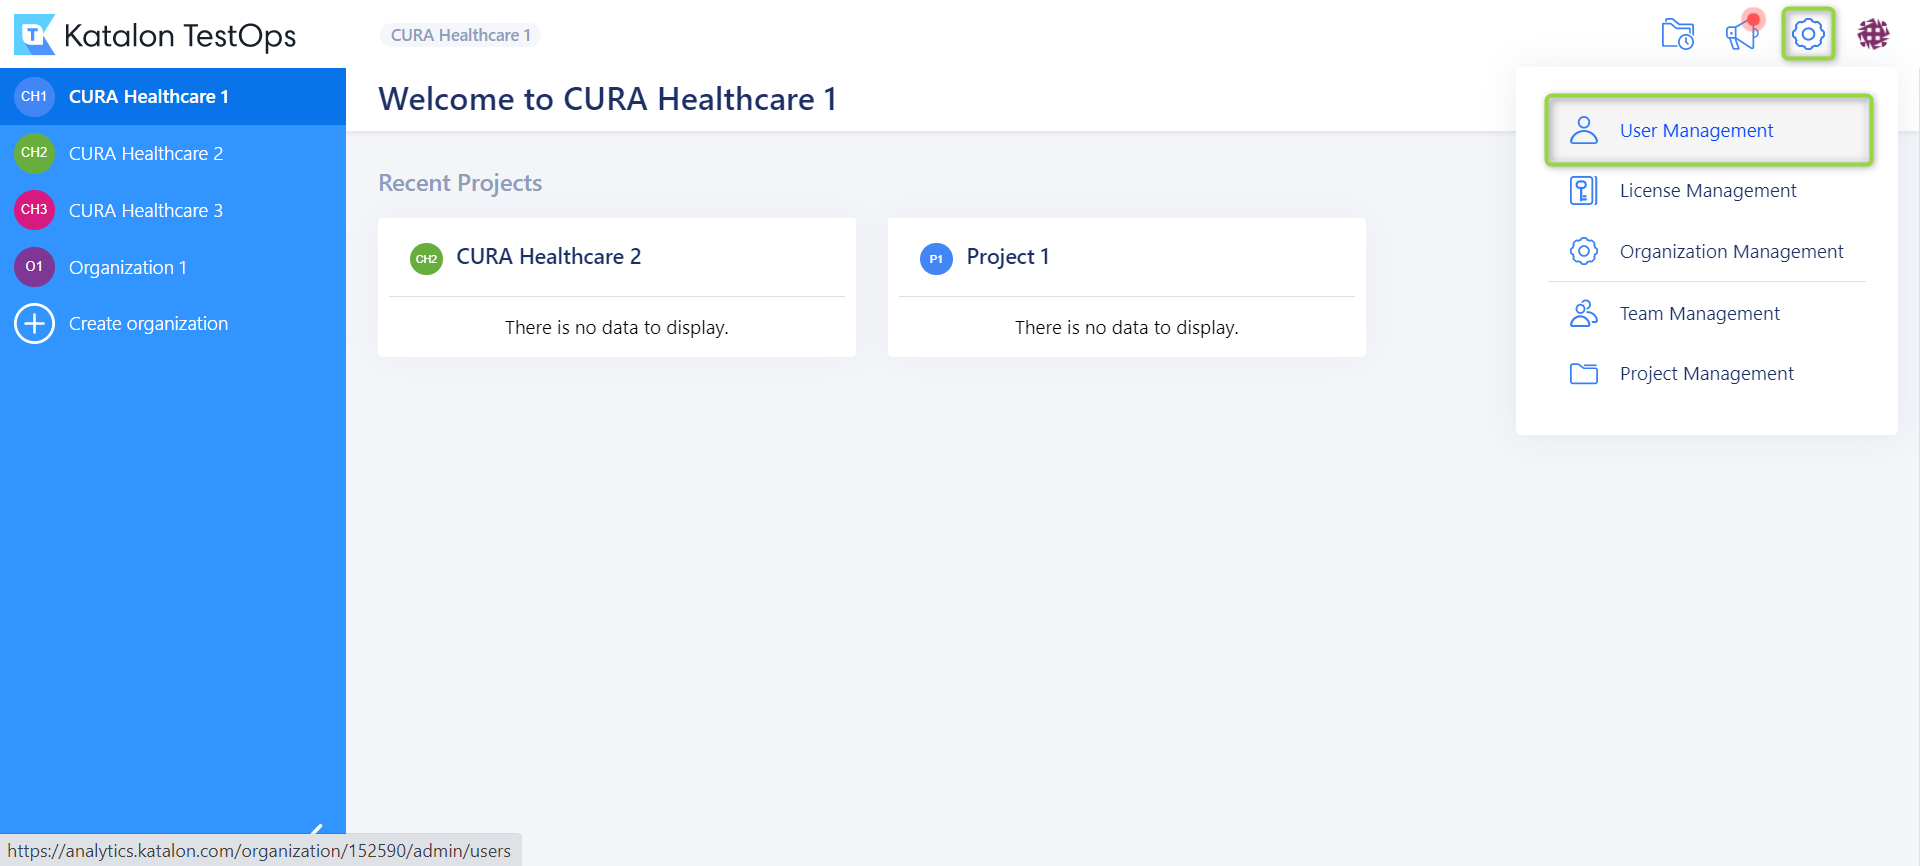 Katalon TestOps
CURA Healthcare 1
CH1 CURA Healthcare 1
CH2 CURA Healthcare 2
CH3 CURA Healthcare 3
O1 Organization 1
Create organization
Welcome to CURA Healthcare 1
Recent Projects
CH2 CURA Healthcare 2
There is no data to display.
P1 Project 1
There is no data to display.
User Management
License Management
Organization Management
Team Management
Project Management
https://analytics.katalon.com/organization/152590/admin/users